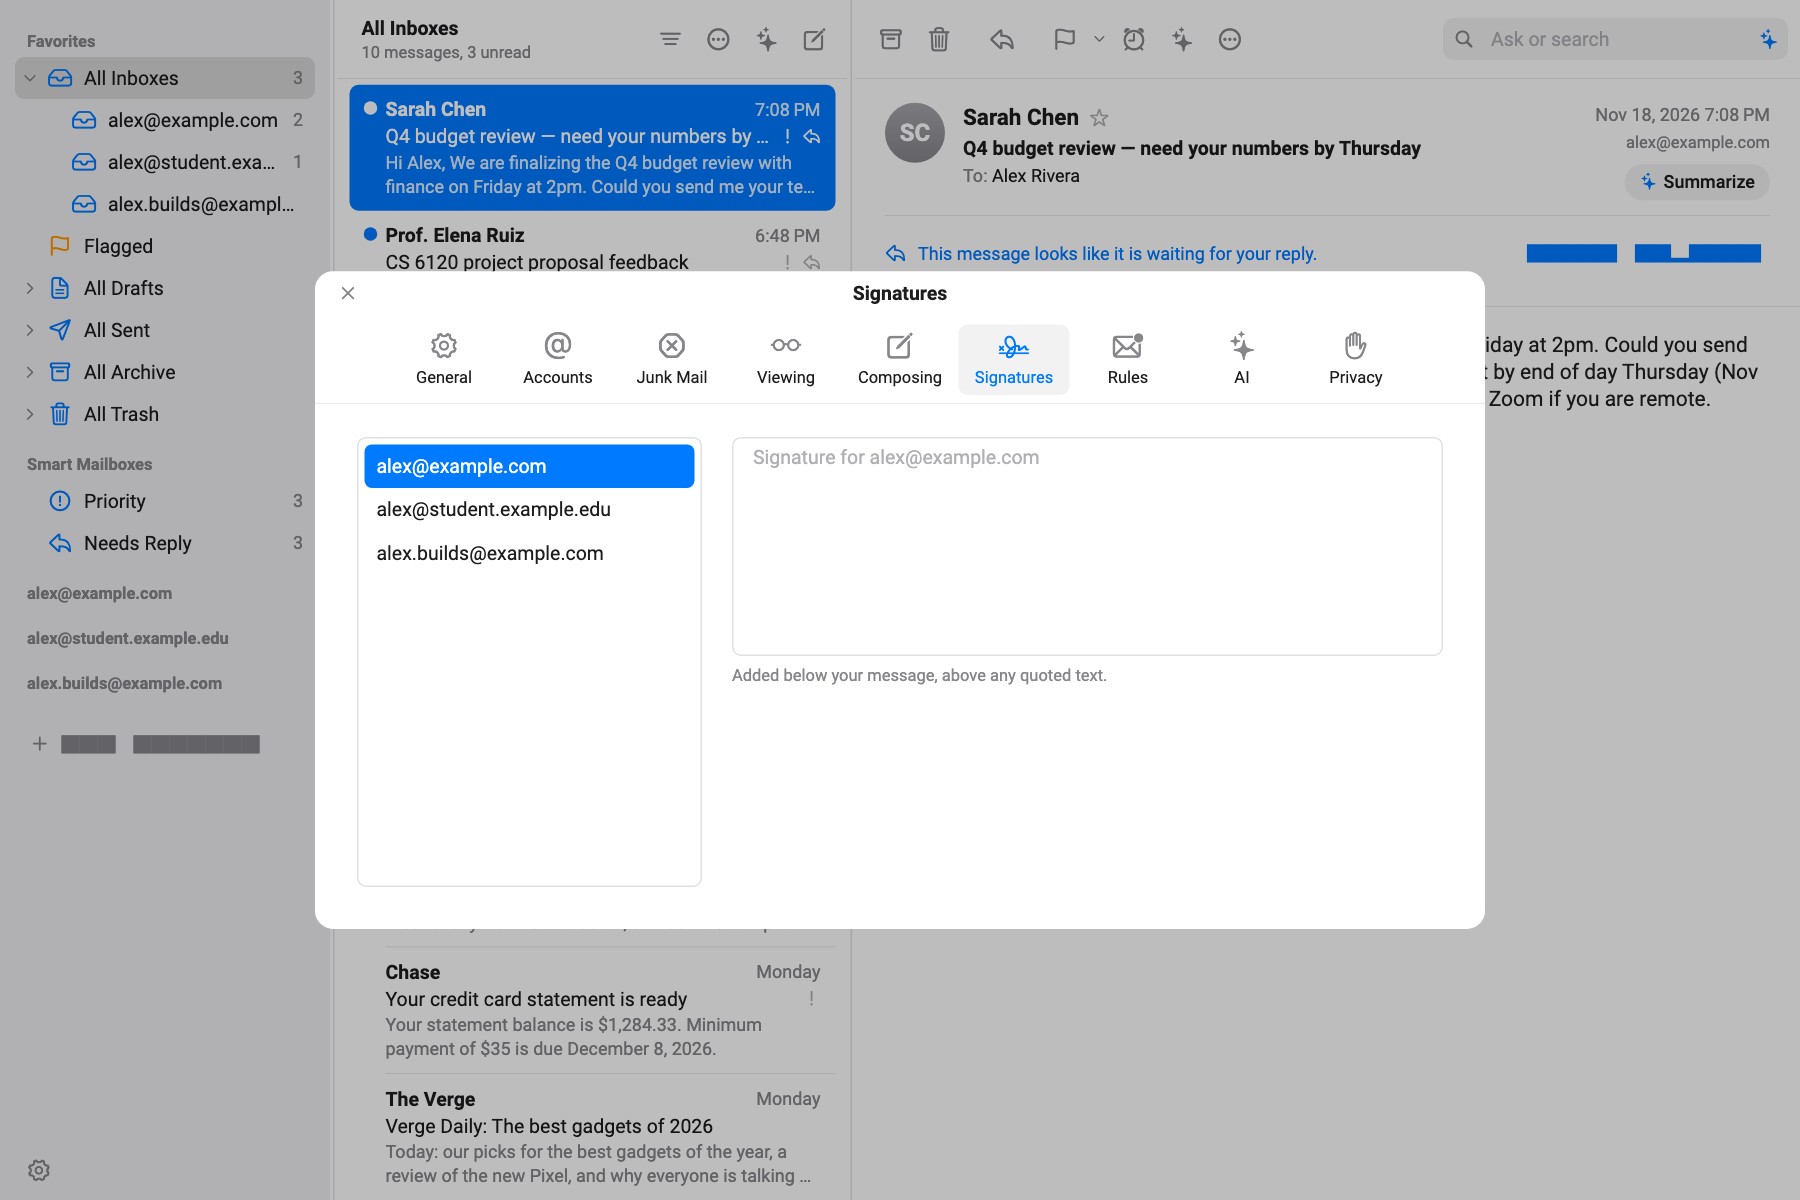 Favorites
All Inboxes 3
alex@example.com 2
alex@student.exa... 1
alex.builds@exampl...
Flagged
All Drafts
All Sent
All Archive
All Trash
Smart Mailboxes
Priority 3
Needs Reply 3
alex@example.com
alex@student.example.edu
alex.builds@example.com
All Inboxes
10 messages, 3 unread
Sarah Chen 7:08 PM
Q4 budget review — need your numbers by ... !
Hi Alex, We are finalizing the Q4 budget review with
finance on Friday at 2pm. Could you send me your te...
Prof. Elena Ruiz 6:48 PM
CS 6120 project proposal feedback !
Chase Monday
Your credit card statement is ready !
Your statement balance is $1,284.33. Minimum
payment of $35 is due December 8, 2026.
The Verge Monday
Verge Daily: The best gadgets of 2026
Today: our picks for the best gadgets of the year, a
review of the new Pixel, and why everyone is talking ...
Ask or search
SC
Sarah Chen
Nov 18, 2026 7:08 PM
Q4 budget review — need your numbers by Thursday
alex@example.com
To: Alex Rivera
Summarize
This message looks like it is waiting for your reply.
iday at 2pm. Could you send
by end of day Thursday (Nov
Zoom if you are remote.
Signatures
General
Accounts
Junk Mail
Viewing
Composing
Signatures
Rules
AI
Privacy
alex@example.com
alex@student.example.edu
alex.builds@example.com
Signature for alex@example.com
Added below your message, above any quoted text.